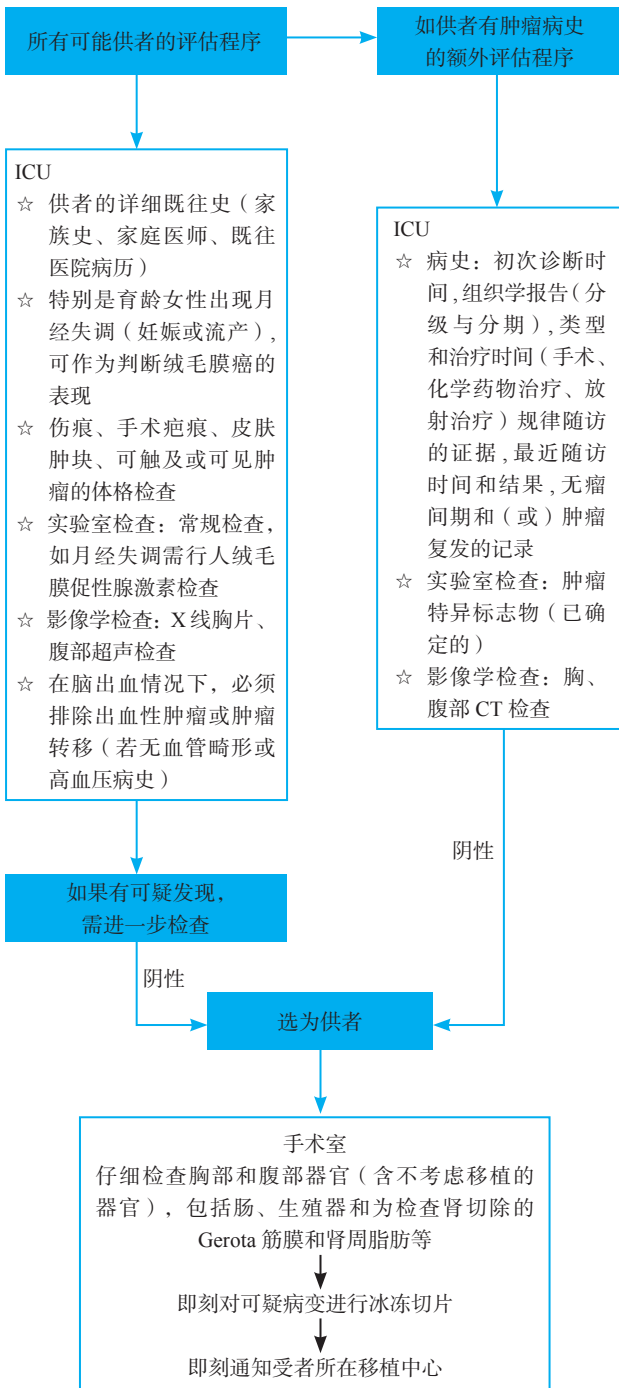 所有可能供者的评估程序
如供者有肿瘤病史
的额外评估程序
ICU
☆ 供者的详细既往史（家
族史、家庭医师、既往
医院病历）
☆ 特别是育龄女性出现月
经失调（妊娠或流产），
可作为判断绒毛膜癌的
表现
☆ 伤痕、手术疤痕、皮肤
肿块、可触及或可见肿
瘤的体格检查
☆ 实验室检查：常规检查，
如月经失调需行人绒毛
膜促性腺激素检查
☆ 影像学检查：X 线胸片、
腹部超声检查
☆ 在脑出血情况下，必须
排除出血性肿瘤或肿瘤
转移（若无血管畸形或
高血压病史）
ICU
☆ 病史：初次诊断时
间，组织学报告（分
级与分期），类型
和治疗时间（手术、
化学药物治疗、放
射治疗）规律随访
的证据，最近随访
时间和结果，无瘤
间期和（或）肿瘤
复发的记录
☆ 实验室检查：肿瘤
特异标志物（已确
定的）
☆ 影像学检查：胸、
腹部 CT 检查
阴性
如果有可疑发现，
需进一步检查
阴性
选为供者
手术室
仔细检查胸部和腹部器官（含不考虑移植的
器官），包括肠、生殖器和为检查肾切除的
Gerota 筋膜和肾周脂肪等
即刻对可疑病变进行冰冻切片
即刻通知受者所在移植中心